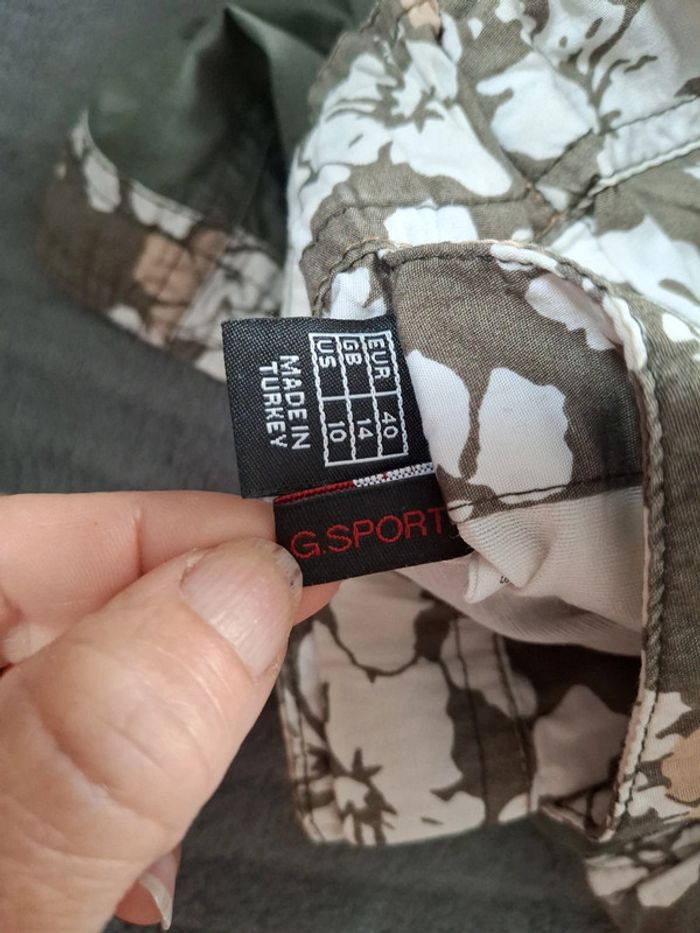 EUR 40
GB 14
US 10
MADE IN
TURKEY
G.SPORT